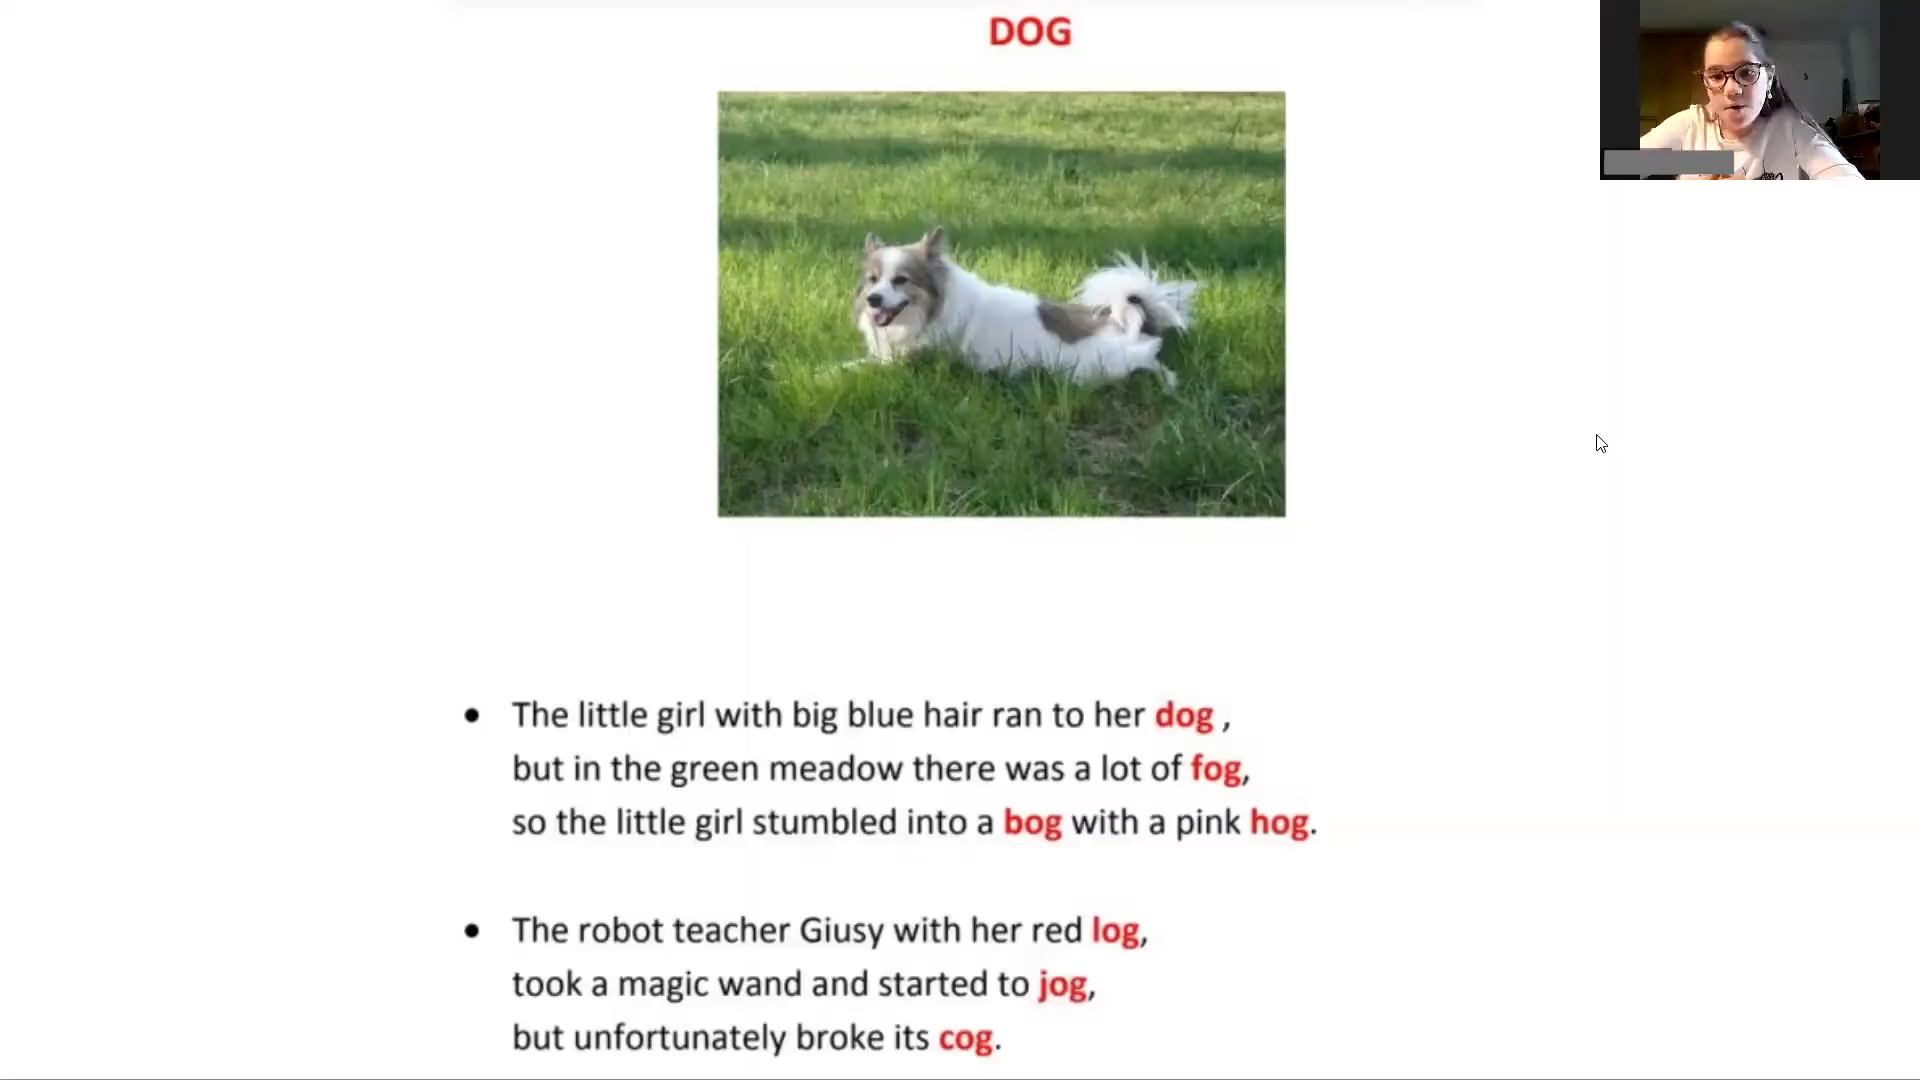 DOG
• The little girl with big blue hair ran to her dog ,
but in the green meadow there was a lot of fog,
so the little girl stumbled into a bog with a pink hog.
• The robot teacher Giusy with her red log,
took a magic wand and started to jog,
but unfortunately broke its cog.